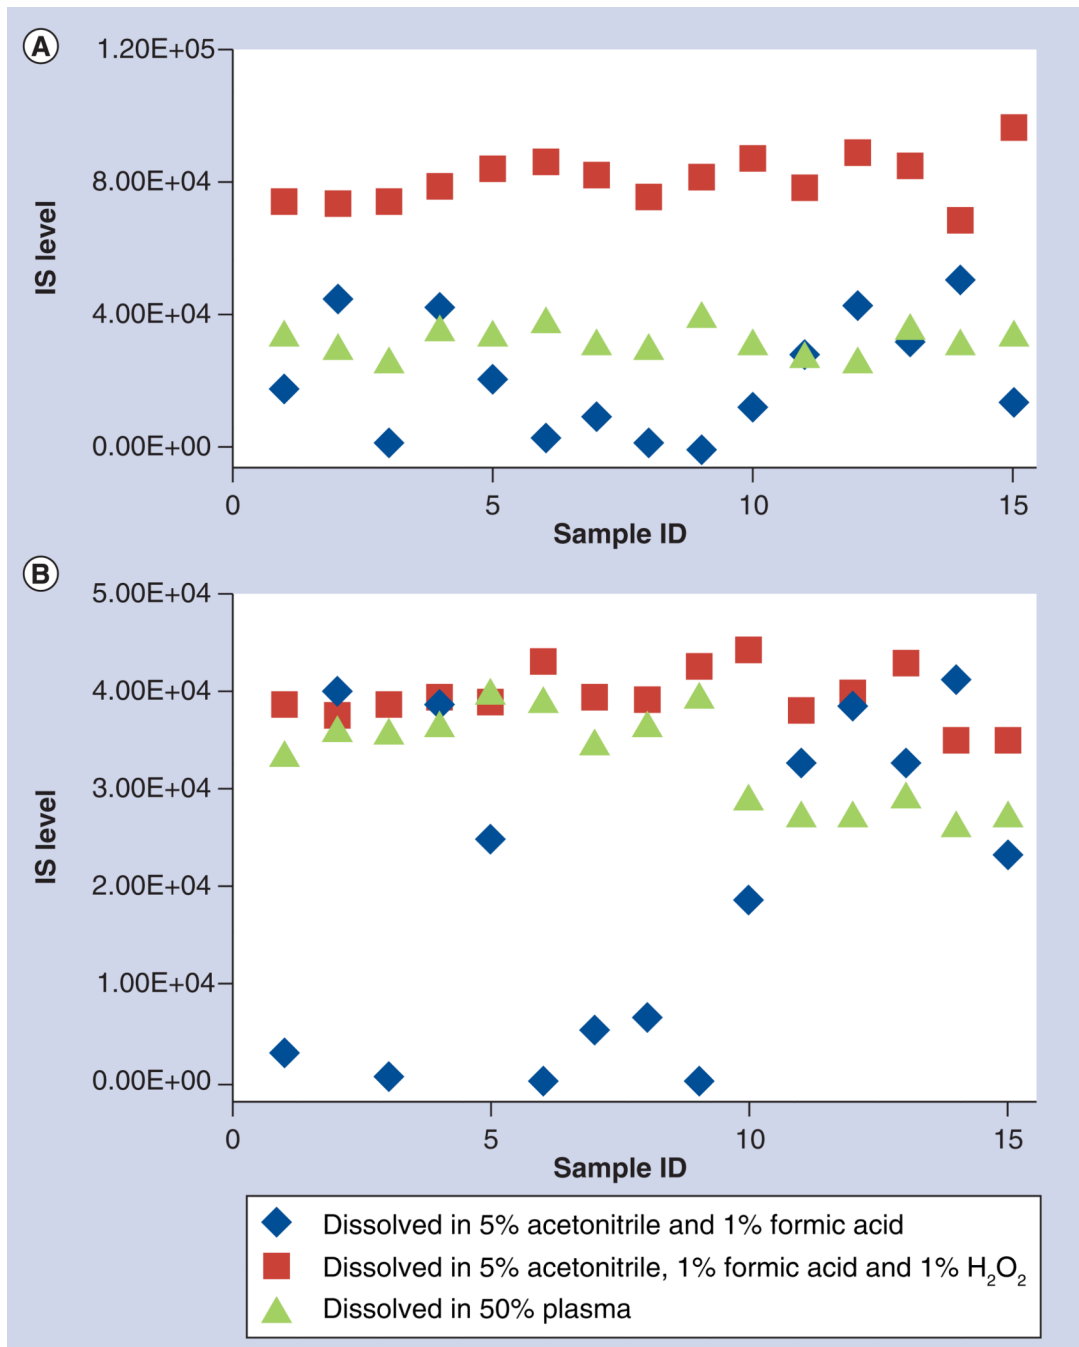 A
1.20E+05
8.00E+04
4.00E+04
0.00E+00
IS level
0 5 10 15
Sample ID
B
5.00E+04
4.00E+04
3.00E+04
2.00E+04
1.00E+04
0.00E+00
IS level
0 5 10 15
Sample ID
Dissolved in 5% acetonitrile and 1% formic acid
Dissolved in 5% acetonitrile, 1% formic acid and 1% H₂O₂
Dissolved in 50% plasma